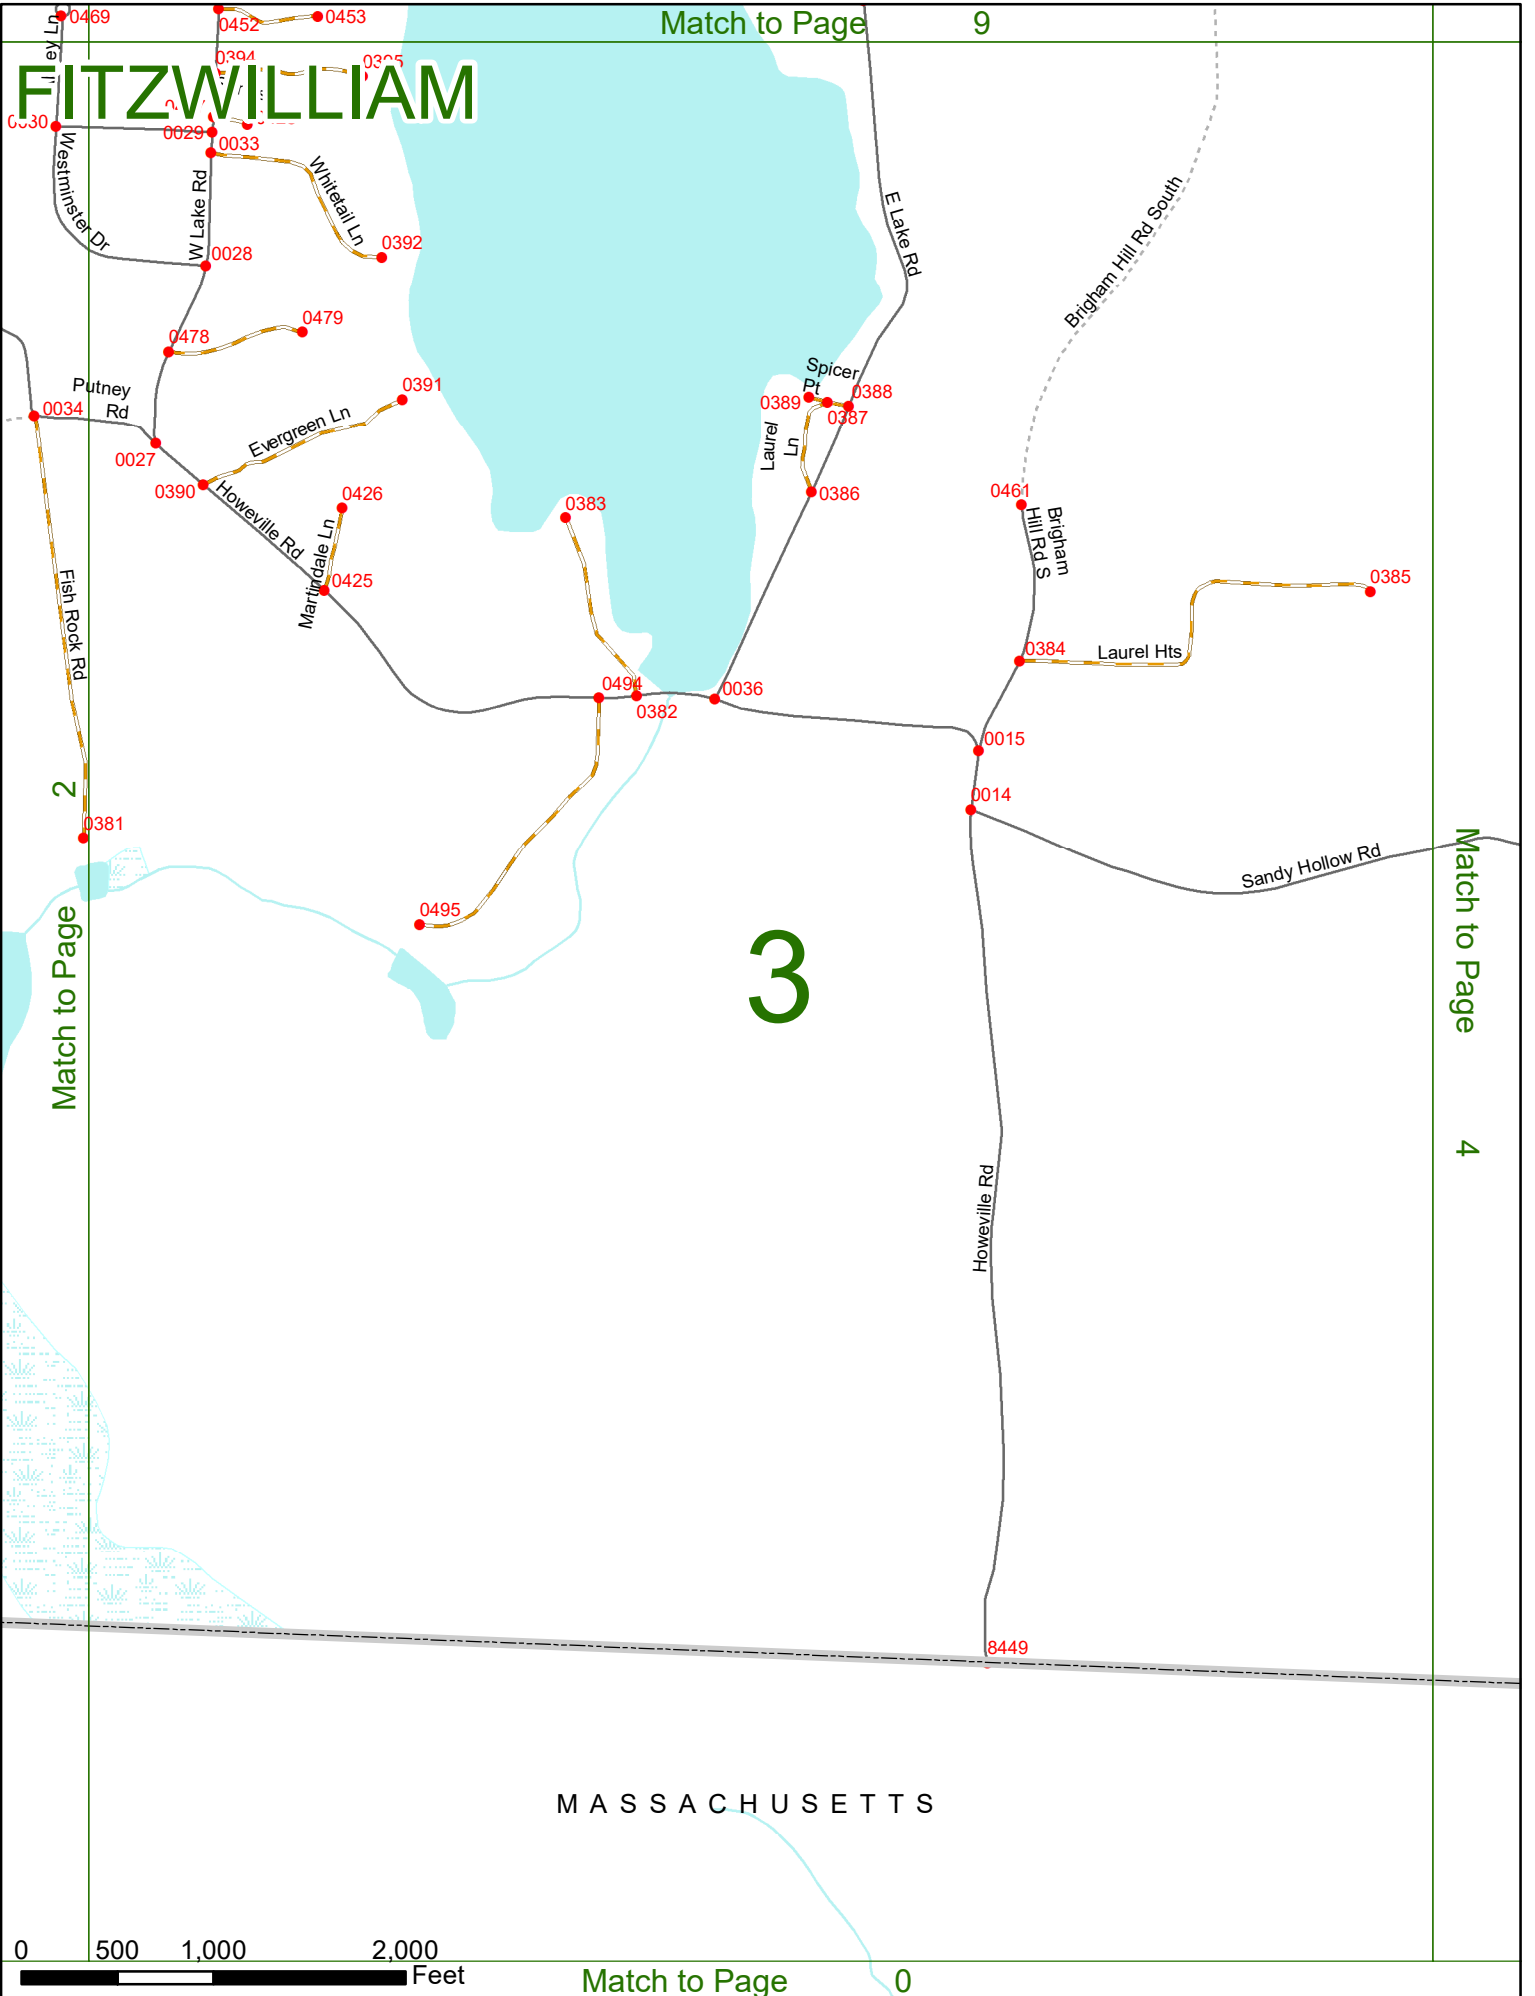 Match to Page 9
0469
0452
0453
0394
FITZWILLIAM
0029
0033
Westminster Dr
W Lake Rd
Whitetail Ln
0392
0028
E Lake Rd
Brigham Hill Rd South
0479
0478
Putney
Rd
0034
0027
0391
Evergreen Ln
0390
Howeville Rd
0426
Martindale Ln
0425
Spicer
Pt
0388
0389
0387
Laurel
Ln
0386
0383
0461
Brigham
Hill Rd S
0385
0384
Laurel Hts
Fish Rock Rd
0494
0382
0036
0015
0014
Sandy Hollow Rd
0381
Match to Page 2
Match to Page 4
0495
3
Howeville Rd
8449
MASSACHUSETTS
0 500 1,000 2,000
Feet
Match to Page 0